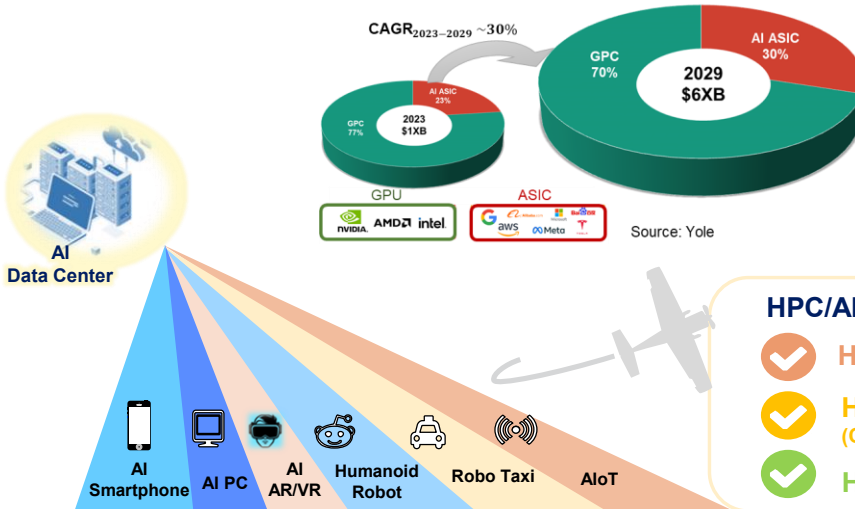 CAGR2023–2029 ~30%
GPC
77%
AI ASIC
23%
2023
$1XB
GPC
70%
AI ASIC
30%
2029
$6XB
GPU
ASIC
NVIDIA. AMD intel.
G
aws
Meta
Source: Yole
AI
Data Center
AI
Smartphone
AI PC
AI
AR/VR
Humanoid
Robot
Robo Taxi
AIoT
HPC/AI
H
H
(C
H